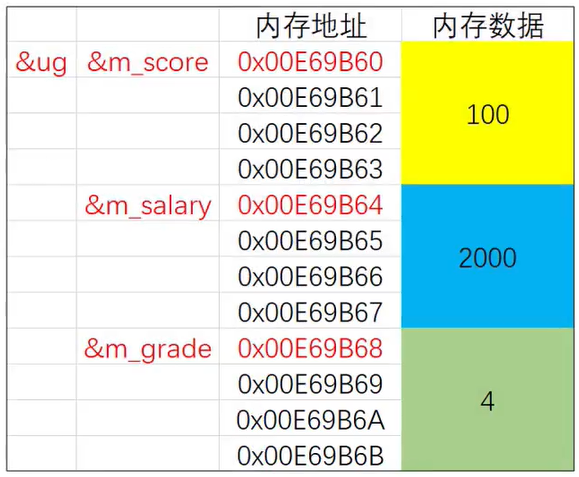 内存地址 内存数据
&ug &m_score 0x00E69B60
0x00E69B61
100
0x00E69B62
0x00E69B63
&m_salary 0x00E69B64
0x00E69B65
2000
0x00E69B66
0x00E69B67
&m_grade 0x00E69B68
0x00E69B69
4
0x00E69B6A
0x00E69B6B